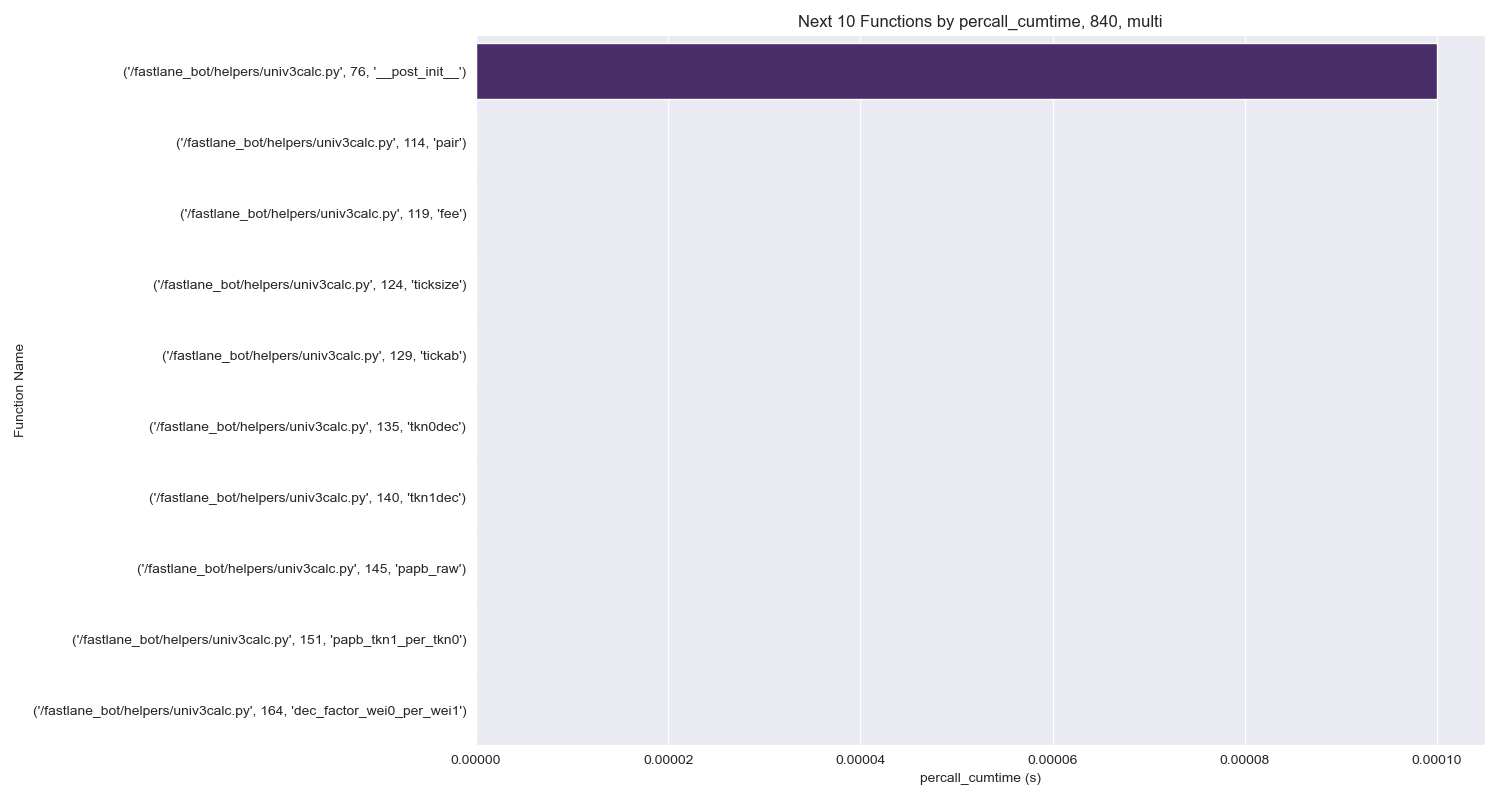 Next 10 Functions by percall_cumtime, 840, multi
('/fastlane_bot/helpers/univ3calc.py', 76, '__post_init__')
('/fastlane_bot/helpers/univ3calc.py', 114, 'pair')
('/fastlane_bot/helpers/univ3calc.py', 119, 'fee')
('/fastlane_bot/helpers/univ3calc.py', 124, 'ticksize')
('/fastlane_bot/helpers/univ3calc.py', 129, 'tickab')
('/fastlane_bot/helpers/univ3calc.py', 135, 'tkn0dec')
('/fastlane_bot/helpers/univ3calc.py', 140, 'tkn1dec')
('/fastlane_bot/helpers/univ3calc.py', 145, 'papb_raw')
('/fastlane_bot/helpers/univ3calc.py', 151, 'papb_tkn1_per_tkn0')
('/fastlane_bot/helpers/univ3calc.py', 164, 'dec_factor_wei0_per_wei1')
Function Name
0.00000 0.00002 0.00004 0.00006 0.00008 0.00010
percall_cumtime (s)